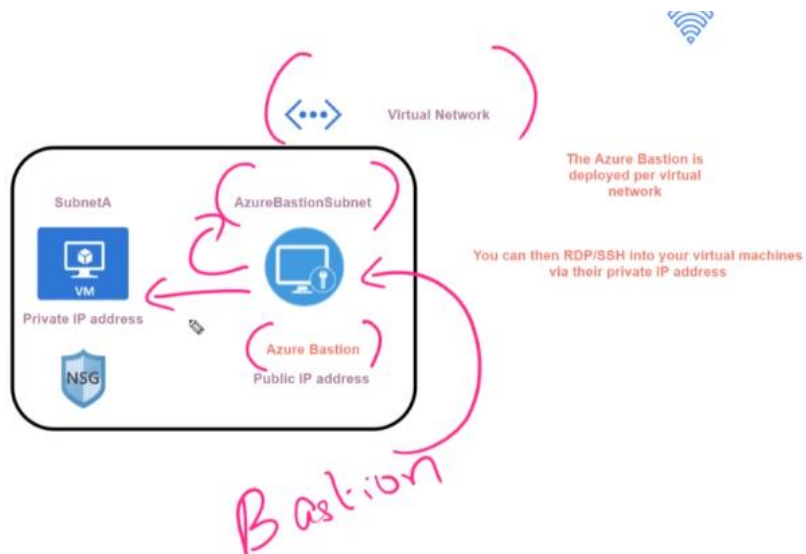 Virtual Network
The Azure Bastion is
deployed per virtual
network
SubnetA
AzureBastionSubnet
You can then RDP/SSH into your virtual machines
via their private IP address
VM
Private IP address
Azure Bastion
Public IP address
NSG
Bastion